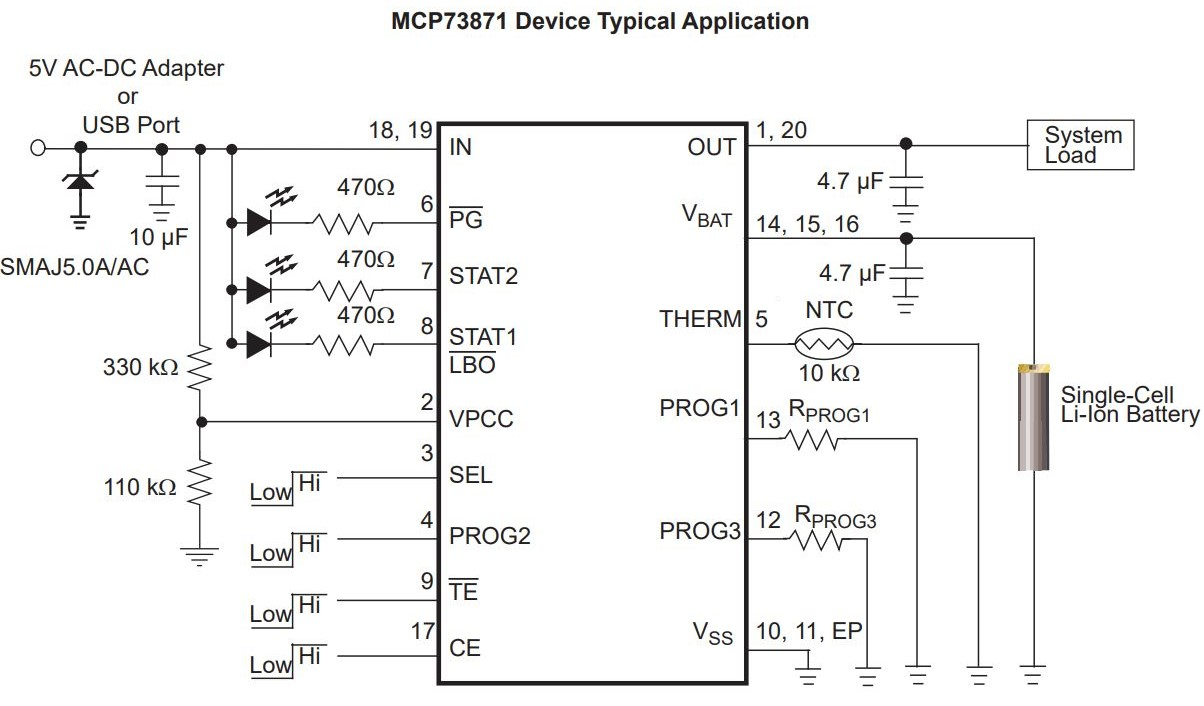 MCP73871 Device Typical Application
5V AC-DC Adapter
or
USB Port
18, 19
IN
OUT
1, 20
System
Load
470Ω
6
PG
4.7 µF
10 µF
VBAT
14, 15, 16
SMAJ5.0A/AC
470Ω
7
STAT2
4.7 µF
470Ω
8
STAT1
LBO
THERM
5
NTC
10 kΩ
330 kΩ
2
VPCC
PROG1
13
RPROG1
Single-Cell
Li-Ion Battery
110 kΩ
3
SEL
Low Hi
4
PROG2
Low Hi
PROG3
12
RPROG3
9
TE
Low Hi
17
CE
Low Hi
VSS
10, 11, EP